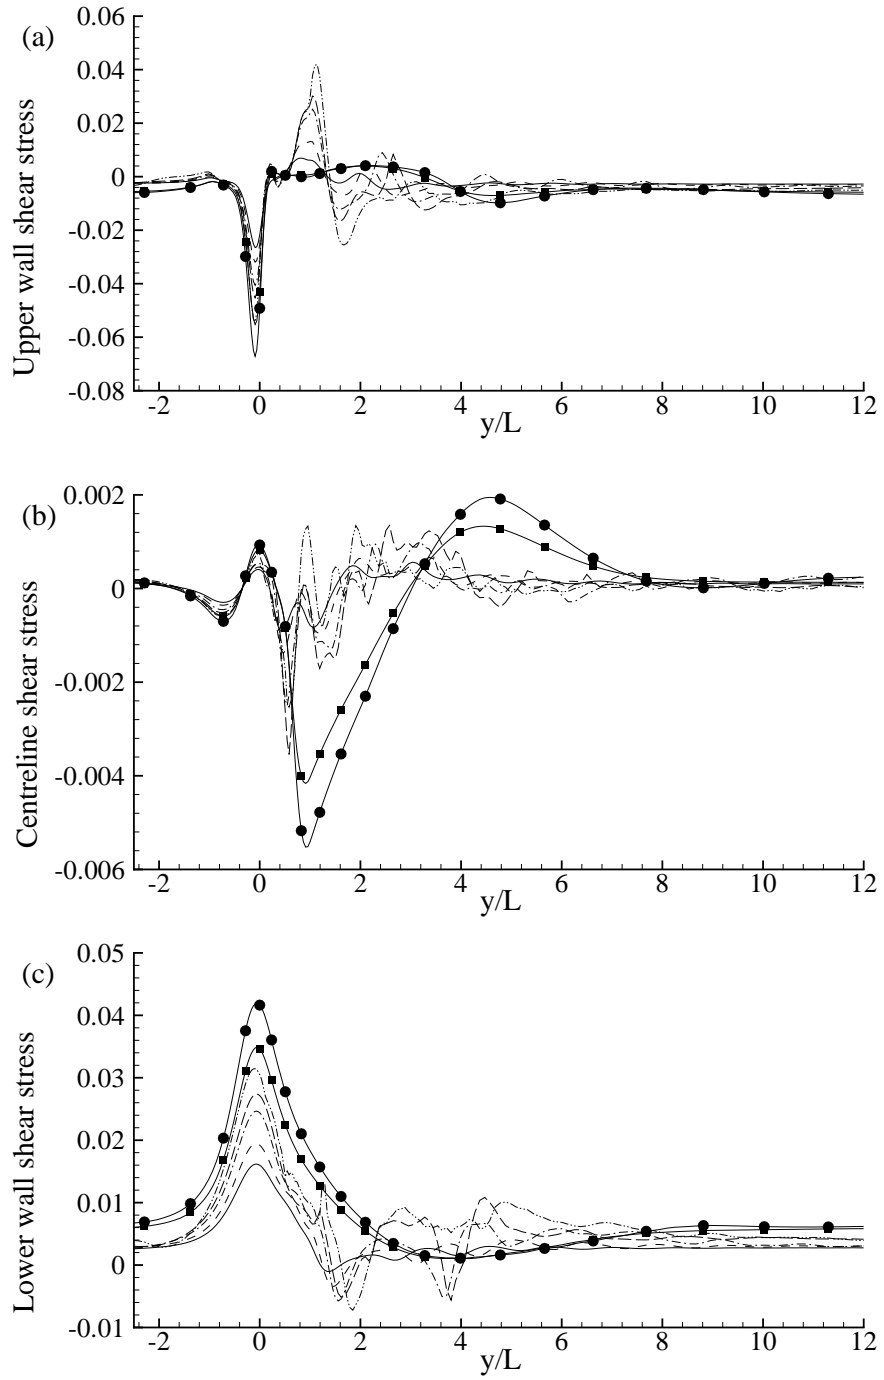 (a)
Upper wall shear stress
0.06
0.04
0.02
0
-0.02
-0.04
-0.06
-0.08
-2 0 2 4 6 8 10 12
y/L
(b)
Centreline shear stress
0.002
0
-0.002
-0.004
-0.006
-2 0 2 4 6 8 10 12
y/L
(c)
Lower wall shear stress
0.05
0.04
0.03
0.02
0.01
0
-0.01
-2 0 2 4 6 8 10 12
y/L